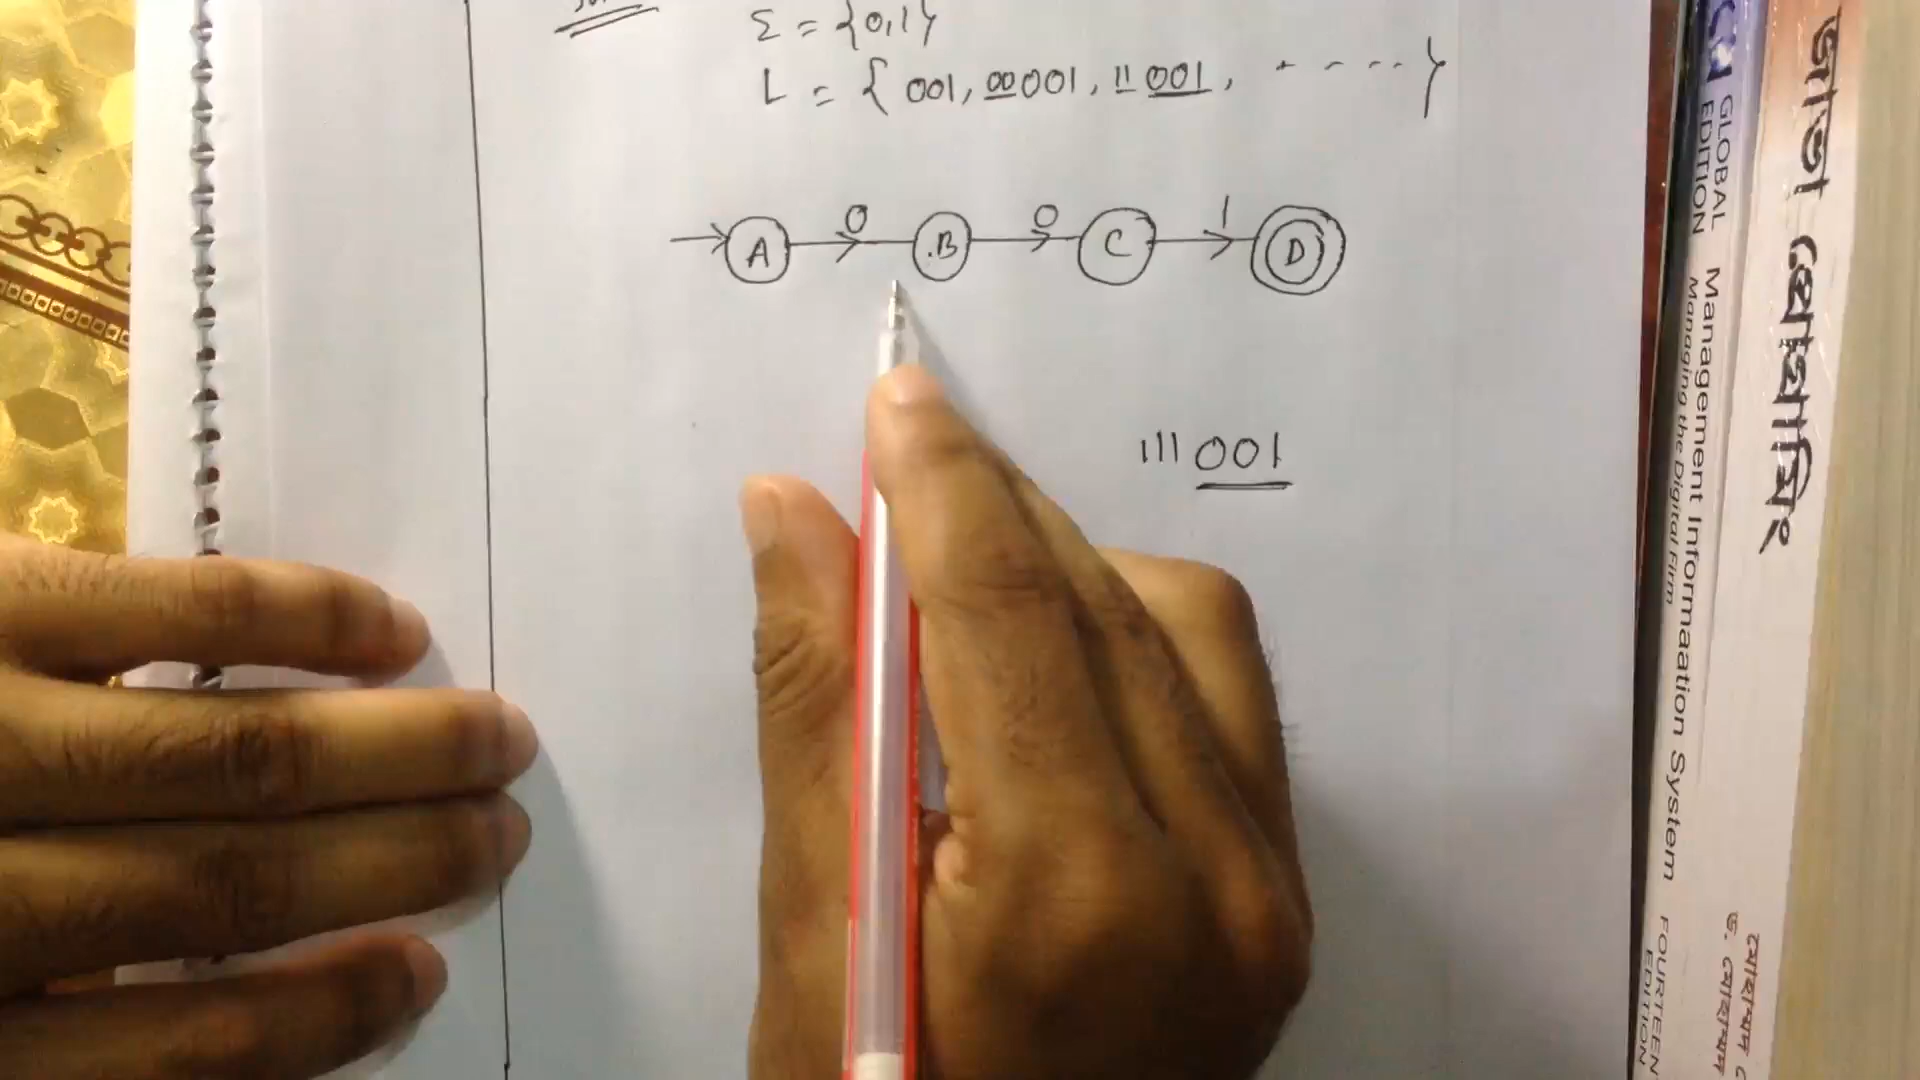 Σ = {0,1}
L = { 001, 00001, 11001, - - - - - }
A 0 B 0 C 1 D
111001
GLOBAL EDITION
Management Informaation System
Managing the Digital Firm
FOURTEEN EDITION
ডাটা